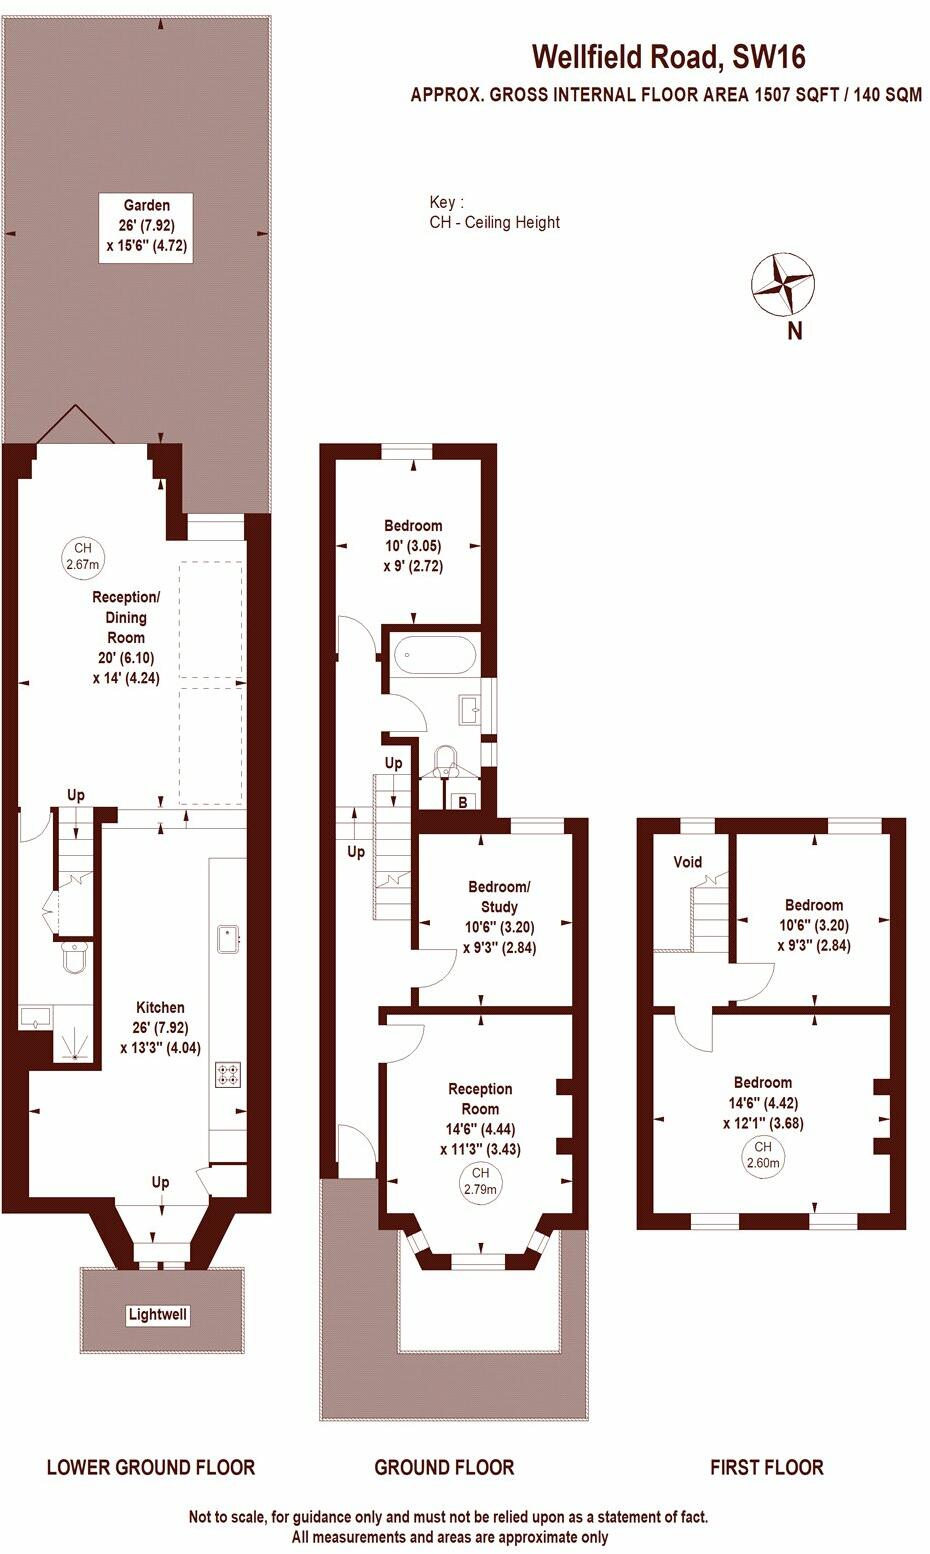 Wellfield Road, SW16
APPROX. GROSS INTERNAL FLOOR AREA 1507 SQFT / 140 SQM
Key :
CH - Ceiling Height
N
Garden
26' (7.92)
x 15'6" (4.72)
CH
2.67m
Reception/
Dining
Room
20' (6.10)
x 14' (4.24)
Up
Kitchen
26' (7.92)
x 13'3" (4.04)
Up
Lightwell
LOWER GROUND FLOOR
Bedroom
10' (3.05)
x 9' (2.72)
Up
B
Up
Bedroom/
Study
10'6" (3.20)
x 9'3" (2.84)
Reception
Room
14'6" (4.44)
x 11'3" (3.43)
CH
2.79m
GROUND FLOOR
Void
Bedroom
10'6" (3.20)
x 9'3" (2.84)
Bedroom
14'6" (4.42)
x 12'1" (3.68)
CH
2.60m
FIRST FLOOR
Not to scale, for guidance only and must not be relied upon as a statement of fact.
All measurements and areas are approximate only